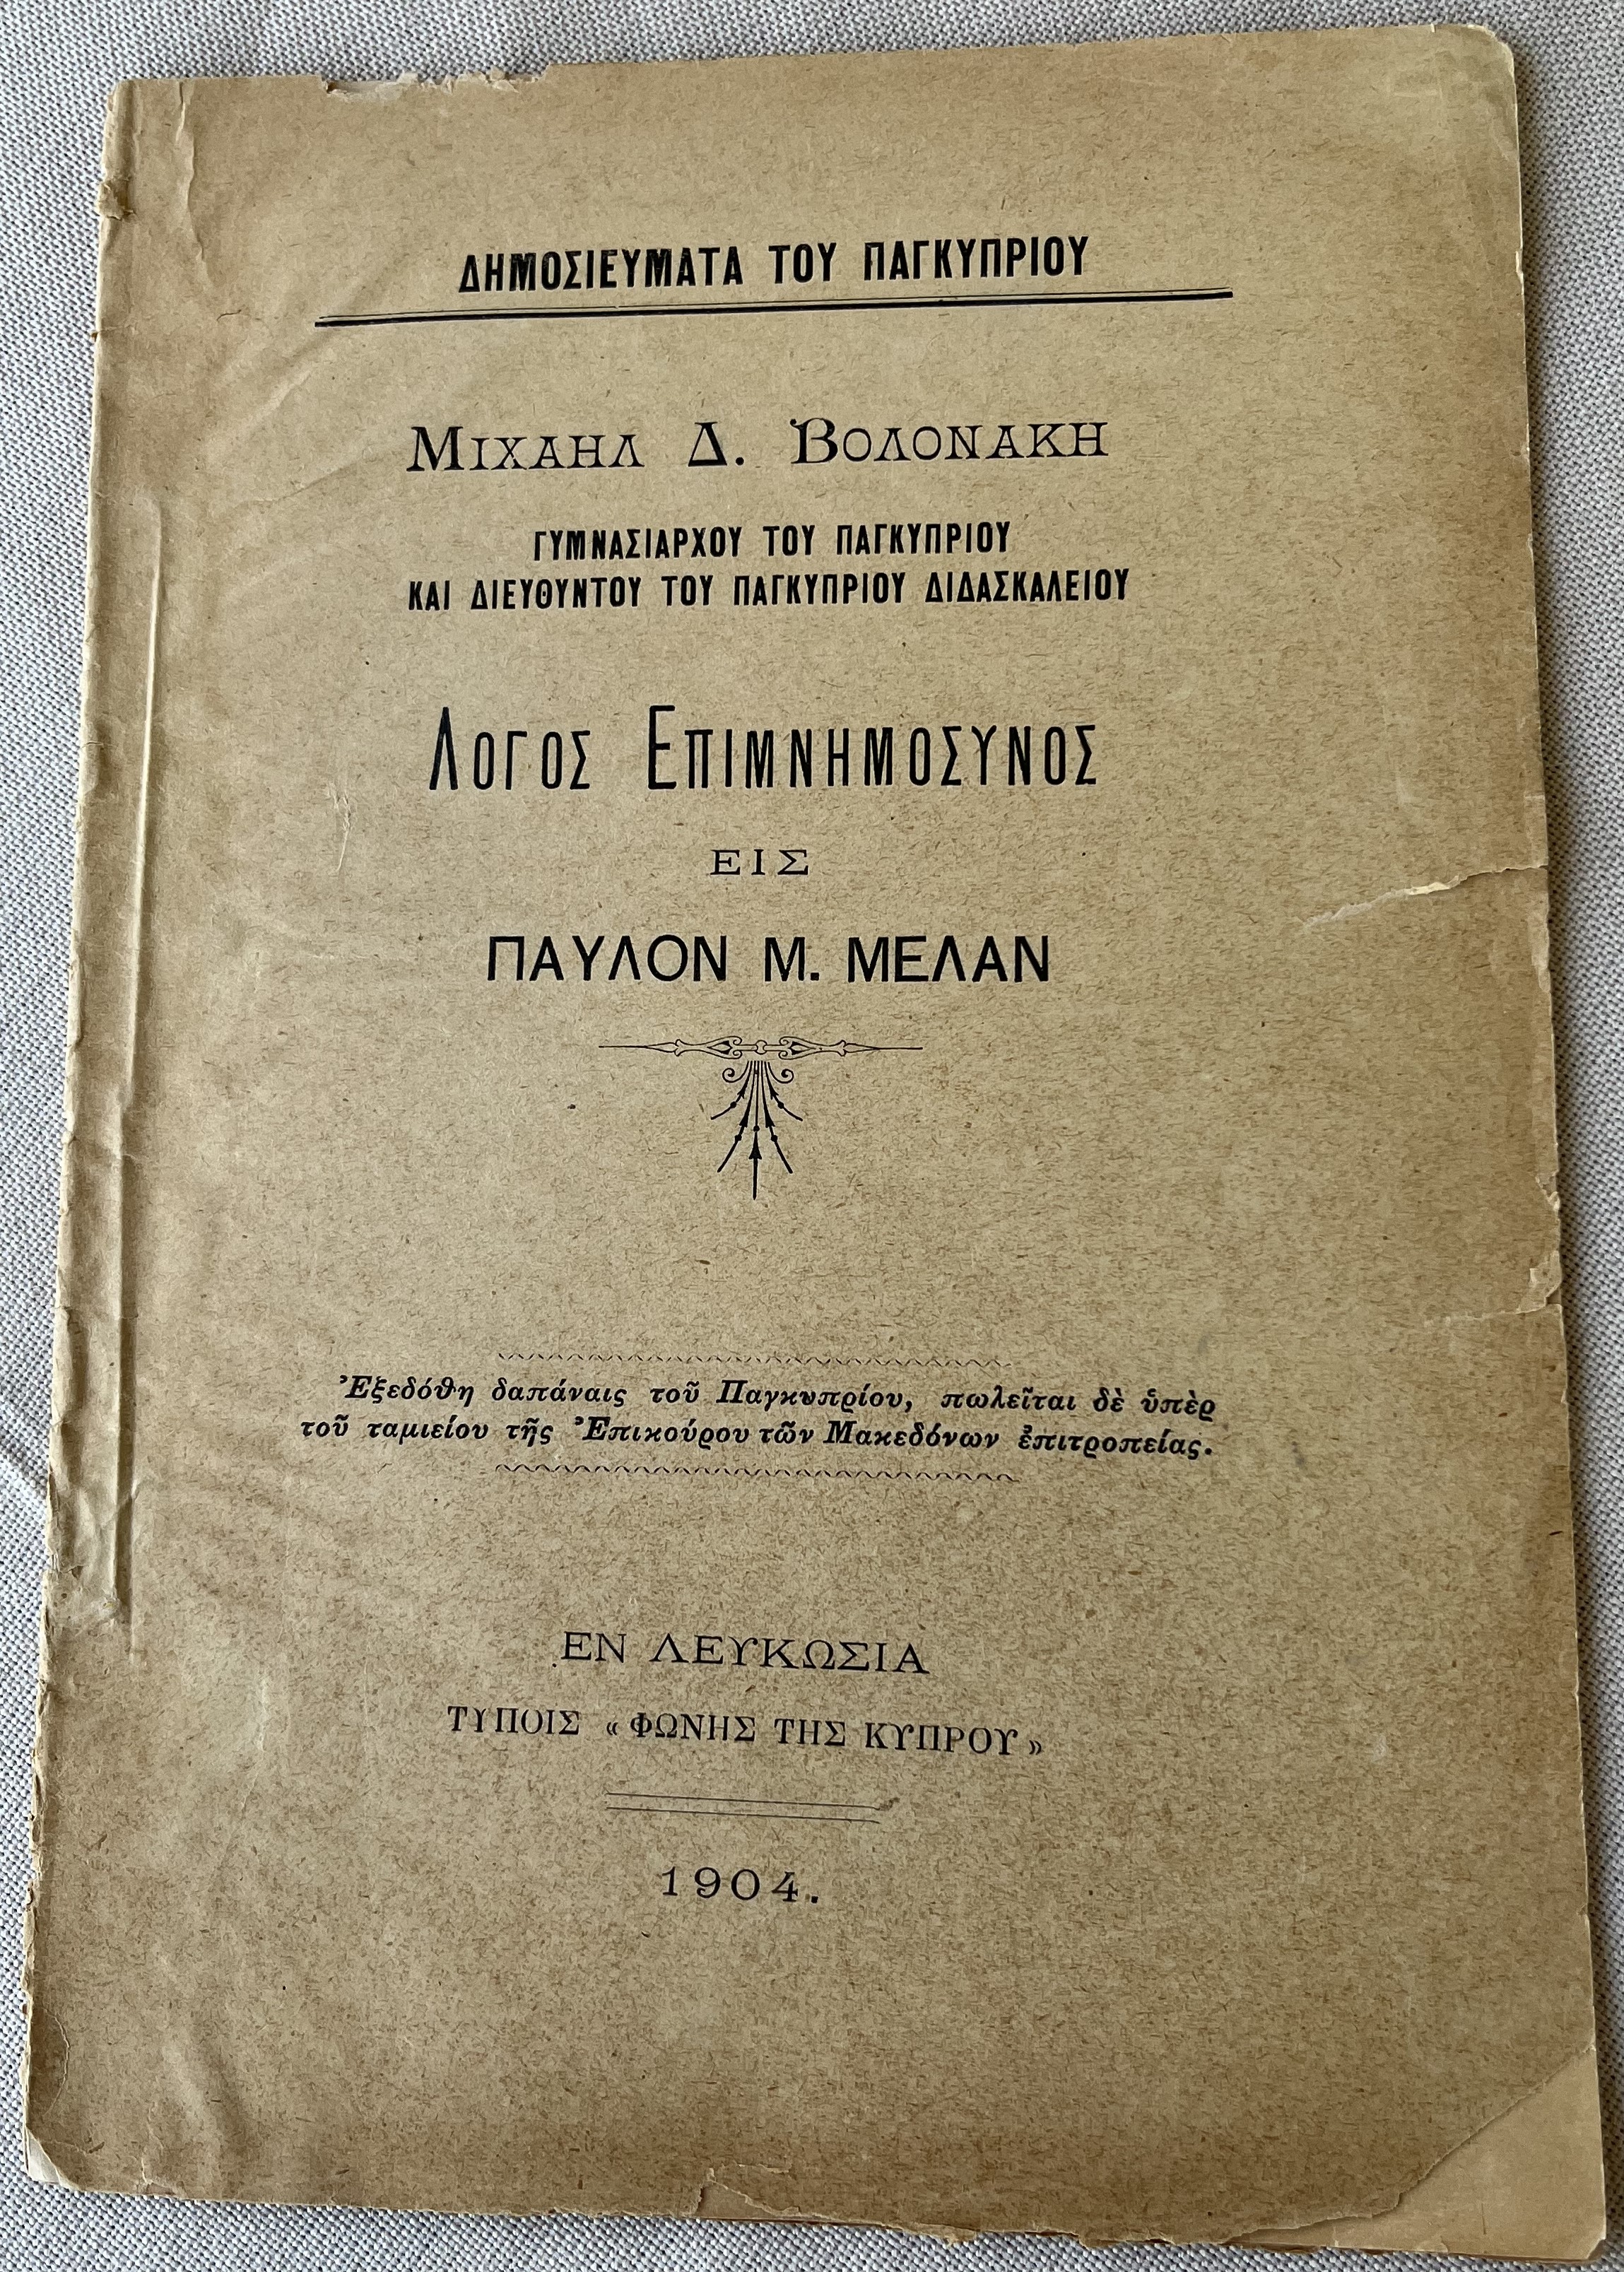 ΔΗΜΟΣΙΕΥΜΑΤΑ ΤΟΥ ΠΑΓΚΥΠΡΙΟΥ
ΜΙΧΑΗΛ Δ. ΒΟΛΟΝΑΚΗ
ΓΥΜΝΑΣΙΑΡΧΟΥ ΤΟΥ ΠΑΓΚΥΠΡΙΟΥ
ΚΑΙ ΔΙΕΥΘΥΝΤΟΥ ΤΟΥ ΠΑΓΚΥΠΡΙΟΥ ΔΙΔΑΣΚΑΛΕΙΟΥ
ΛΟΓΟΣ ΕΠΙΜΝΗΜΟΣΥΝΟΣ
ΕΙΣ
ΠΑΥΛΟΝ Μ. ΜΕΛΑΝ
Ἐξεδόθη δαπάναις τοῦ Παγκυπρίου, πωλεῖται δὲ ὑπὲρ
τοῦ ταμιείου τῆς Ἐπικούρου τῶν Μακεδόνων ἐπιτροπείας.
ΕΝ ΛΕΥΚΩΣΙΑ
ΤΥΠΟΙΣ « ΦΩΝΗΣ ΤΗΣ ΚΥΠΡΟΥ »
1904.